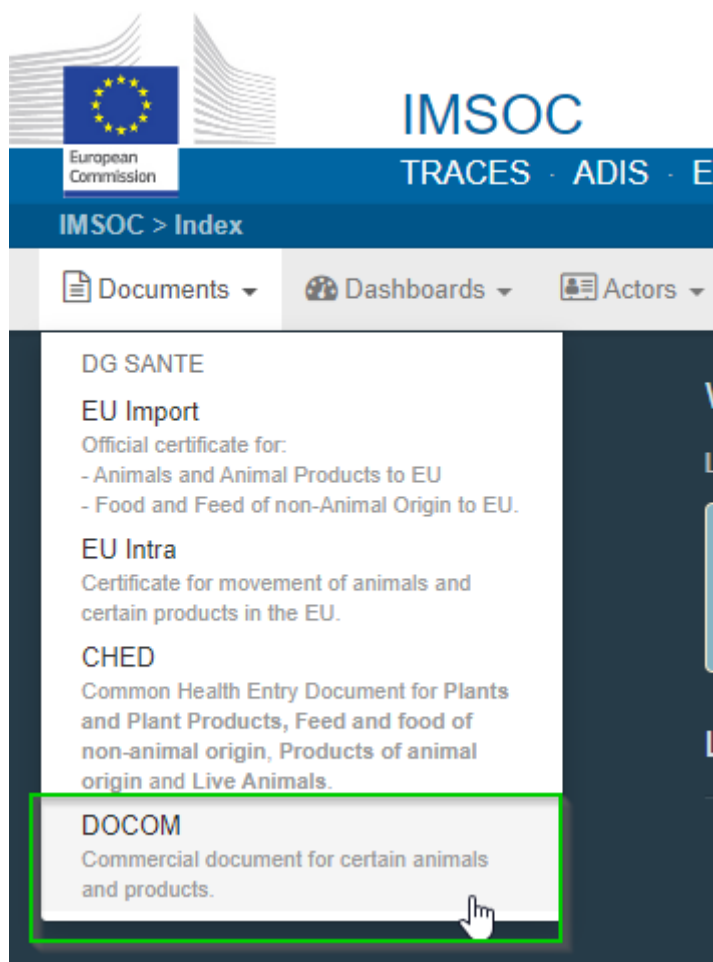 IMSOC
European
Commission
TRACES · ADIS ·
IMSOC > Index
Documents
Dashboards
Actors
DG SANTE
EU Import
Official certificate for:
- Animals and Animal Products to EU
- Food and Feed of non-Animal Origin to EU.
EU Intra
Certificate for movement of animals and
certain products in the EU.
CHED
Common Health Entry Document for Plants
and Plant Products, Feed and food of
non-animal origin, Products of animal
origin and Live Animals.
DOCOM
Commercial document for certain animals
and products.